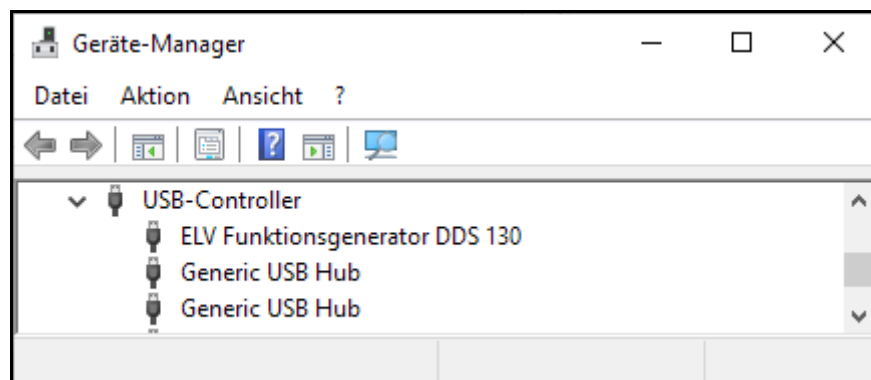 Geräte-Manager
Datei Aktion Ansicht ?
USB-Controller
ELV Funktionsgenerator DDS 130
Generic USB Hub
Generic USB Hub